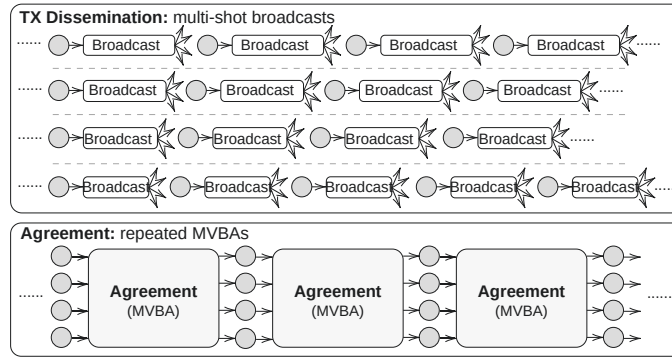 TX Dissemination: multi-shot broadcasts
...... Broadcast Broadcast Broadcast Broadcast ......
...... Broadcast Broadcast Broadcast Broadcast ......
...... Broadcast Broadcast Broadcast Broadcast ......
...... Broadcast Broadcast Broadcast Broadcast Broadcast ......
Agreement: repeated MVBAs
...... Agreement Agreement Agreement ......
(MVBA) (MVBA) (MVBA)